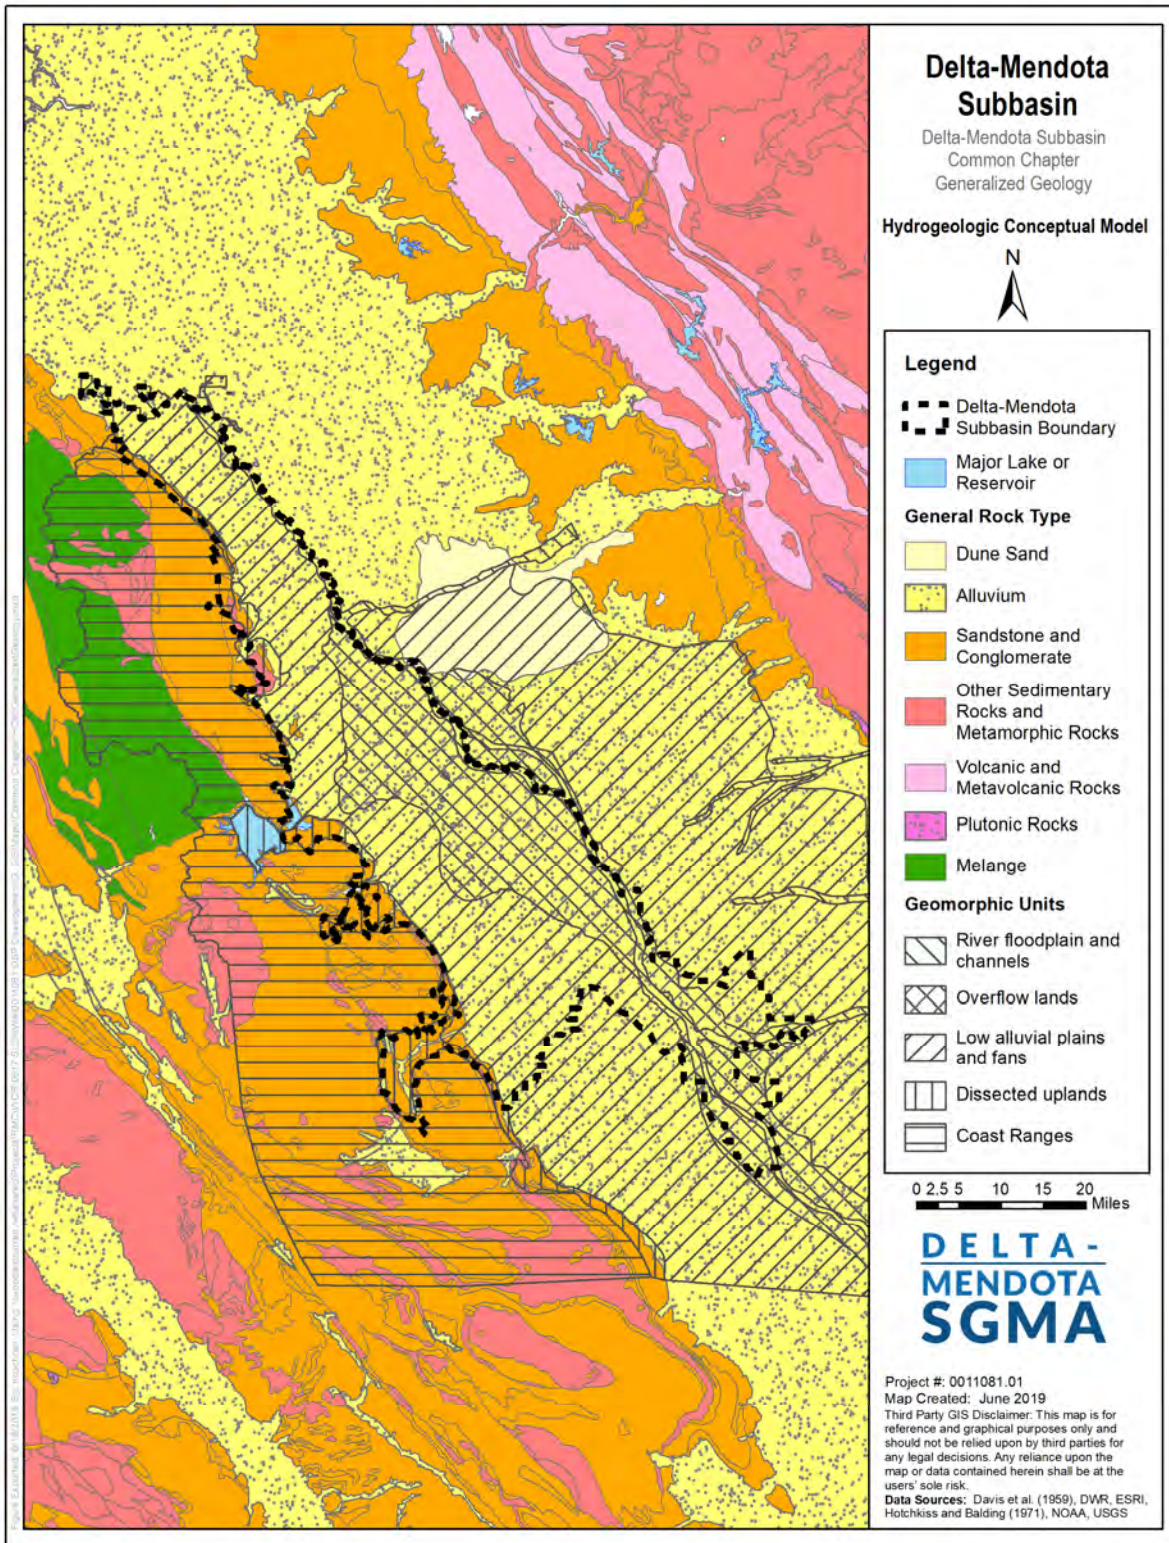 Delta-Mendota
Subbasin
Delta-Mendota Subbasin
Common Chapter
Generalized Geology
Hydrogeologic Conceptual Model
N
Legend
Delta-Mendota
Subbasin Boundary
Major Lake or
Reservoir
General Rock Type
Dune Sand
Alluvium
Sandstone and
Conglomerate
Other Sedimentary
Rocks and
Metamorphic Rocks
Volcanic and
Metavolcanic Rocks
Plutonic Rocks
Melange
Geomorphic Units
River floodplain and
channels
Overflow lands
Low alluvial plains
and fans
Dissected uplands
Coast Ranges
0 2.5 5 10 15 20
Miles
DELTA-
MENDOTA
SGMA
Project #: 0011081.01
Map Created: June 2019
Third Party GIS Disclaimer: This map is for
reference and graphical purposes only and
should not be relied upon by third parties for
any legal decisions. Any reliance upon the
map or data contained herein shall be at the
users' sole risk.
Data Sources: Davis et al. (1959), DWR, ESRI,
Hotchkiss and Balding (1971), NOAA, USGS